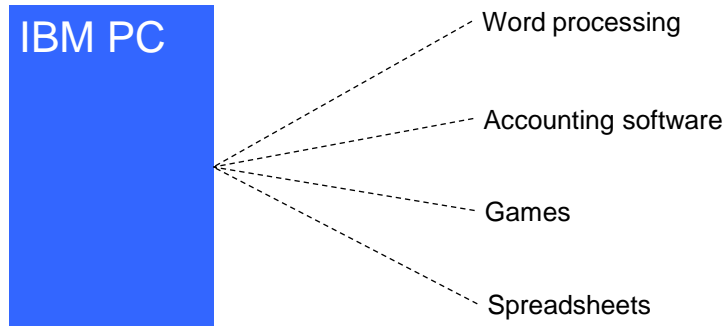 IBM PC
Word processing
Accounting software
Games
Spreadsheets